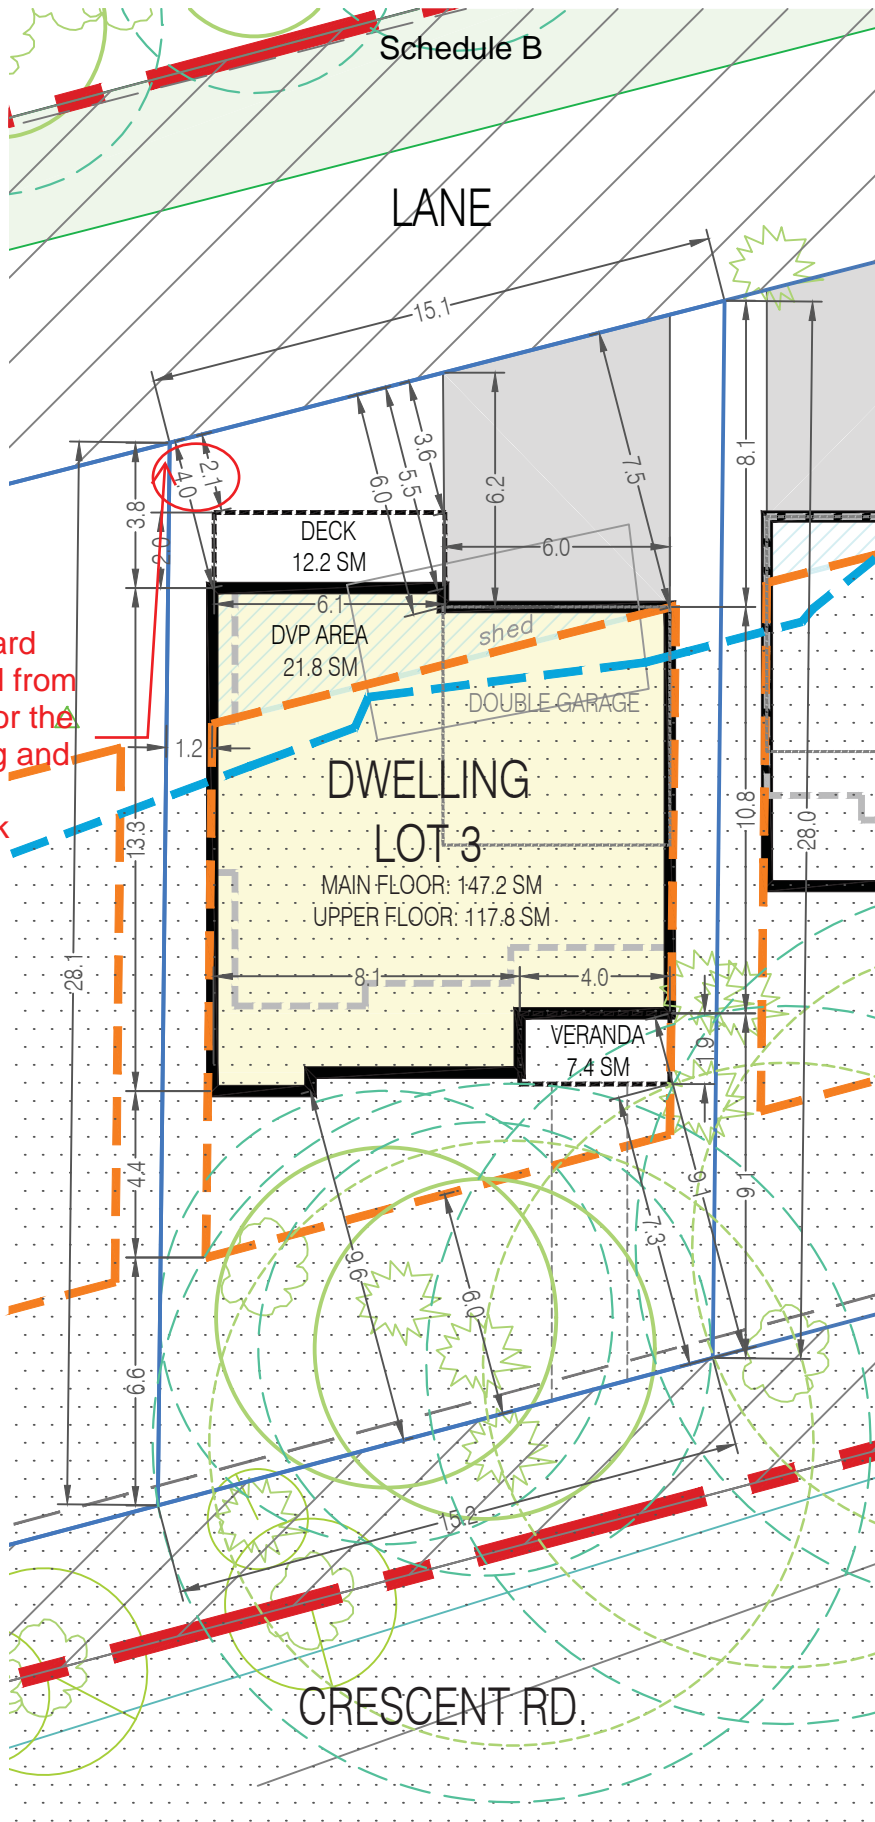 Schedule B
LANE
15.1
8.1
3.6
5.5
6.0
6.2
7.5
2.1
4.0
3.8
2.0
DECK
12.2 SM
6.0
6.1
DVP AREA
21.8 SM
shed
ard
l from
or the
g and
k
DOUBLE GARAGE
1.2
DWELLING
LOT 3
MAIN FLOOR: 147.2 SM
UPPER FLOOR: 117.8 SM
13.3
10.8
28.0
28.1
8.1
4.0
VERANDA
7.4 SM
1.9
4.4
9.1
9.1
7.3
9.6
6.0
6.6
15.2
CRESCENT RD.